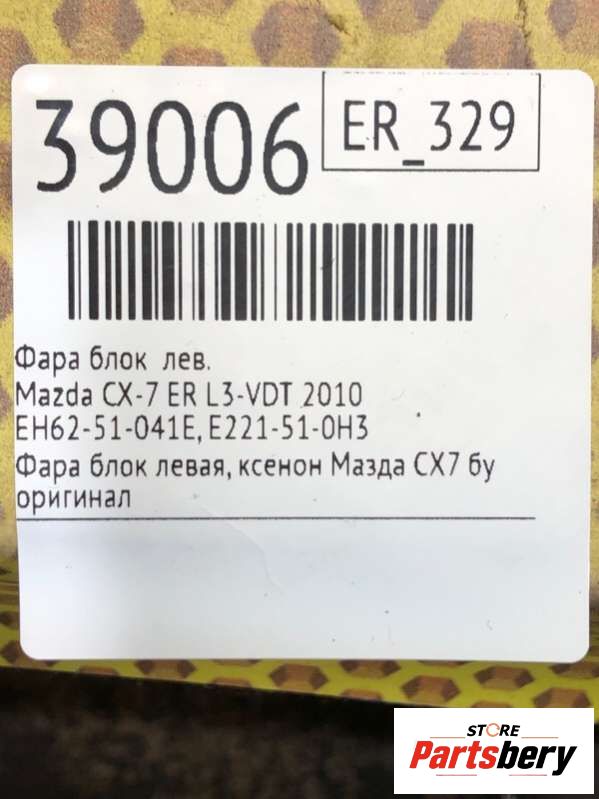 39006
ER_329
Фара блок лев.
Mazda CX-7 ER L3-VDT 2010
EH62-51-041E, E221-51-0H3
Фара блок левая, ксенон Мазда СХ7 бу
оригинал
STORE
Partsbery